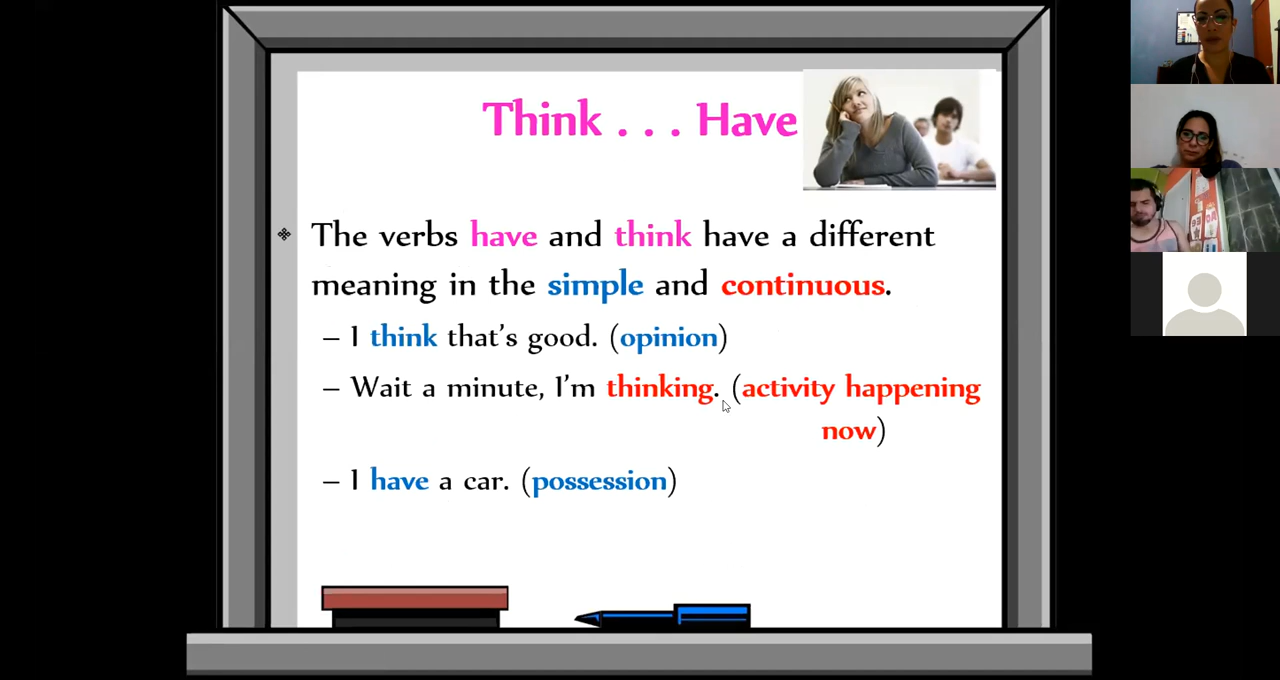 Think . . . Have
❖ The verbs have and think have a different
meaning in the simple and continuous.
– I think that's good. (opinion)
– Wait a minute, I'm thinking. (activity happening
now)
– I have a car. (possession)